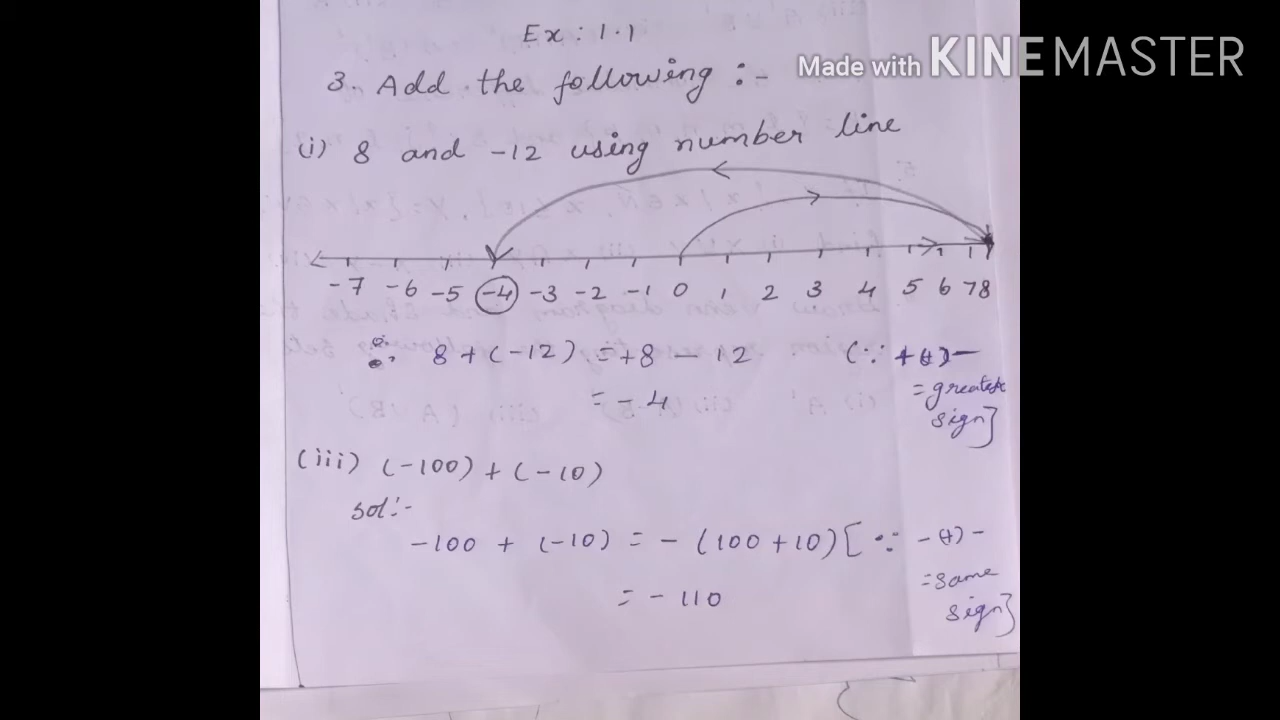 Ex : 1.1
Made with KINEMASTER
3. Add the following :-
(i) 8 and -12 using number line
-7 -6 -5 -4 -3 -2 -1 0 1 2 3 4 5 6 7 8
∴ 8 + (-12) = +8 - 12 (∵ +(+)-
= -4 = greatest
sign]
(iii) (-100) + (-10)
Sol:-
-100 + (-10) = - (100 + 10) [∵ -(+)-
= same
= - 110 sign]